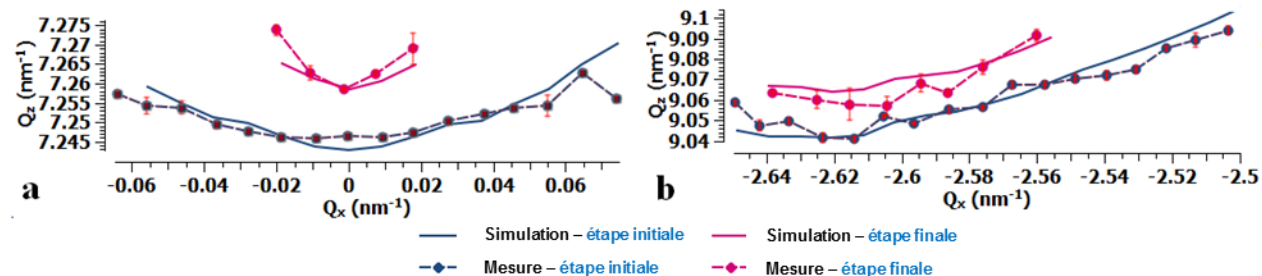 7.275
7.27
7.265
7.26
7.255
7.25
7.245
Qz (nm-1)
-0.06 -0.04 -0.02 0 0.02 0.04 0.06
Qx (nm-1)
a
9.1
9.09
9.08
9.07
9.06
9.05
9.04
Qz (nm-1)
-2.64 -2.62 -2.6 -2.58 -2.56 -2.54 -2.52 -2.5
Qx (nm-1)
b
Simulation – étape initiale
Simulation – étape finale
Mesure – étape initiale
Mesure – étape finale